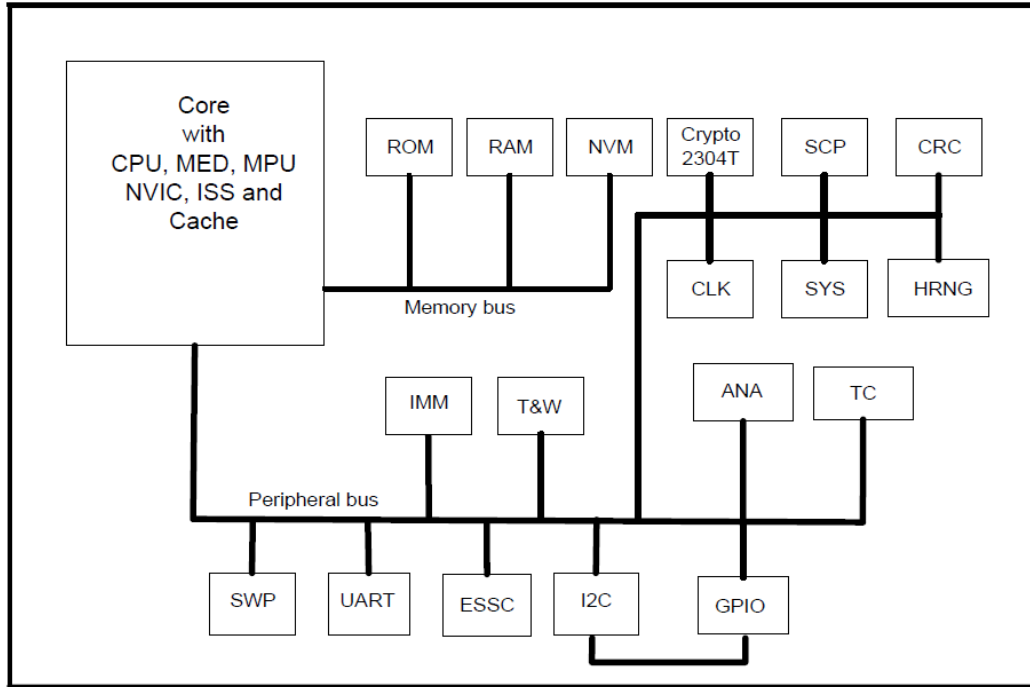 Core
with
CPU, MED, MPU
NVIC, ISS and
Cache
ROM
RAM
NVM
Crypto
2304T
SCP
CRC
CLK
SYS
HRNG
Memory bus
IMM
T&W
ANA
TC
Peripheral bus
SWP
UART
ESSC
I2C
GPIO